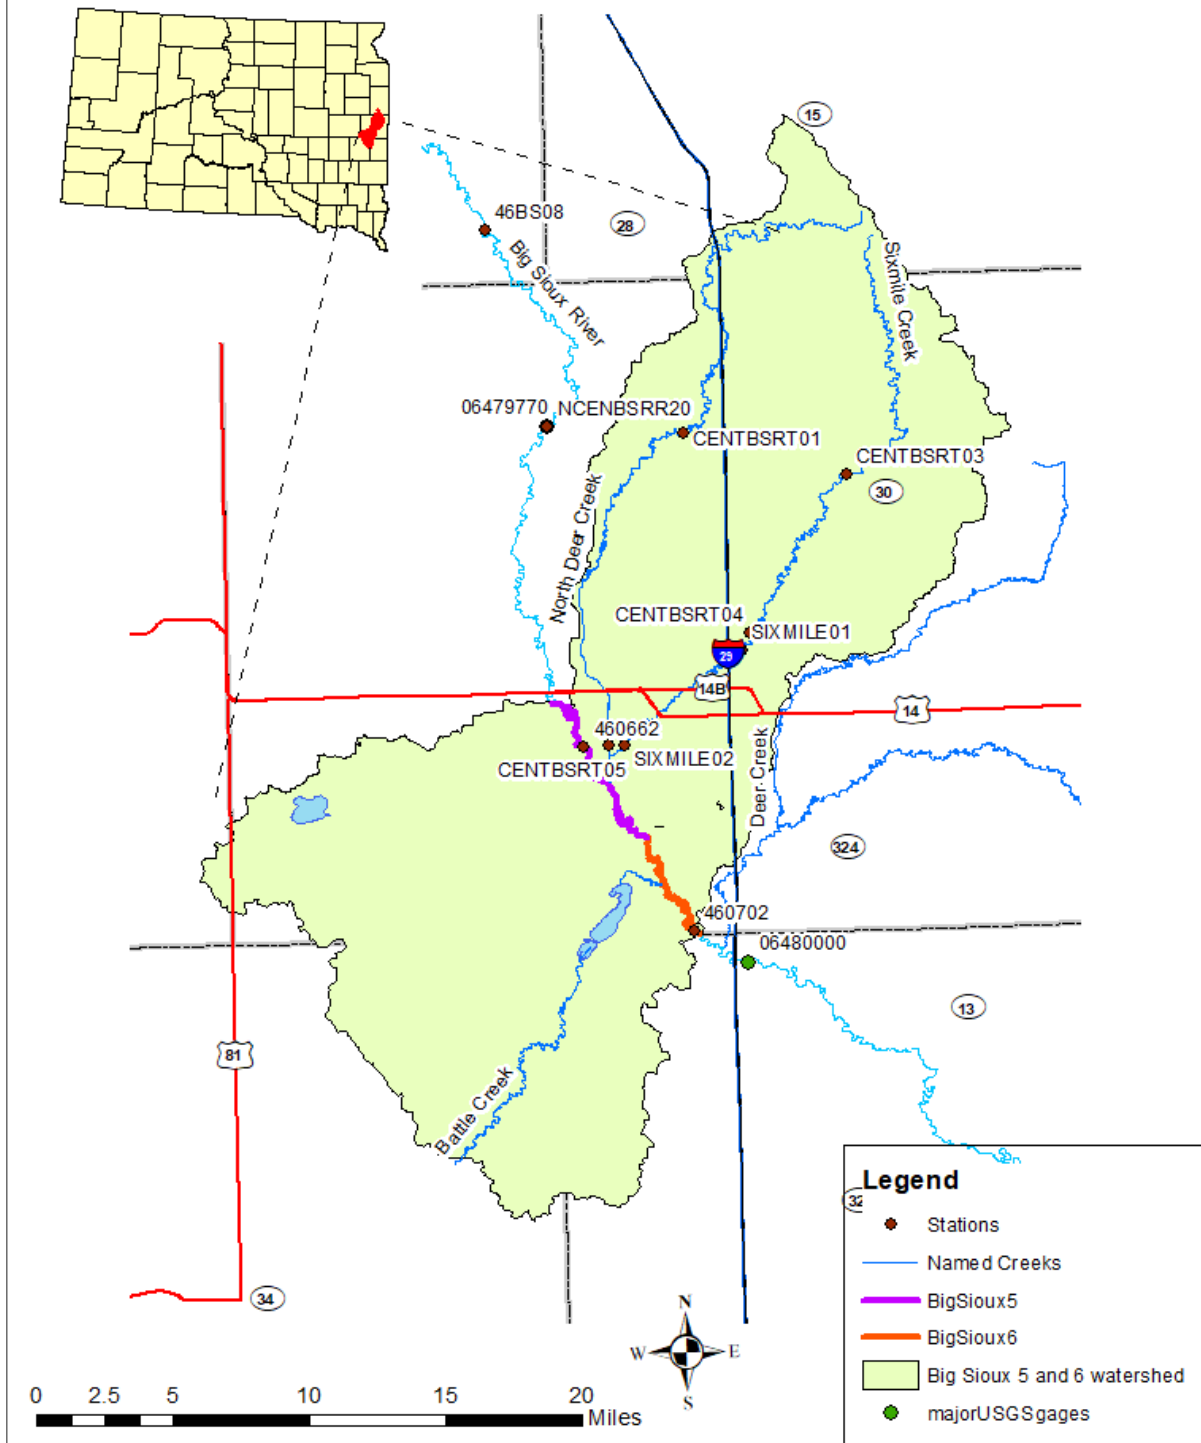 15
46BS08
28
Big Sioux River
Sixmile Creek
06479770
NCENBSRR20
CENTBSRT01
CENTBSRT03
30
North Deer Creek
CENTBSRT04
SIXMILE01
29
14B
14
460662
SIXMILE02
CENTBSRT05
Deer Creek
324
460702
06480000
13
81
Battle Creek
34
32
Legend
Stations
Named Creeks
BigSioux5
BigSioux6
Big Sioux 5 and 6 watershed
majorUSGSgages
N
W E
S
0 2.5 5 10 15 20
Miles